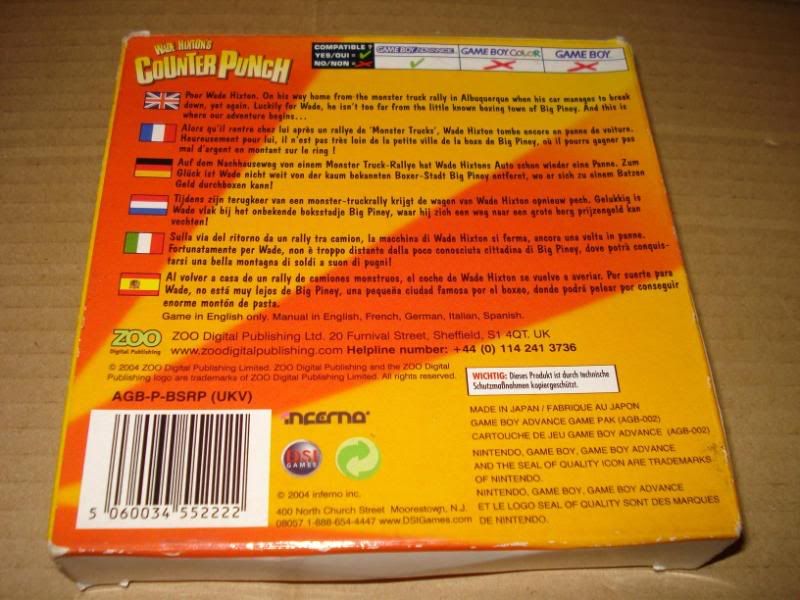 WADE HIXTON'S
COUNTER PUNCH
COMPATIBLE ?
YES/OUI =
NO/NON =
GAME BOY ADVANCE
GAME BOY COLOR
GAME BOY
Poor Wade Hixton. On his way home from the monster truck rally in Albuquerque when his car manages to break
down, yet again. Luckily for Wade, he isn't too far from the little known boxing town of Big Piney. And this is
where our adventure begins...
Alors qu'il rentre chez lui après un rallye de 'Monster Trucks', Wade Hixton tombe encore en panne de voiture.
Heureusement pour lui, il n'est pas très loin de la petite ville de la boxe de Big Piney, où il pourra gagner pas
mal d'argent en montant sur le ring !
Auf dem Nachhauseweg von einem Monster Truck-Rallye hat Wade Hixtons Auto schon wieder eine Panne. Zum
Glück ist Wade nicht weit von der kaum bekannten Boxer-Stadt Big Piney entfernt, wo er sich zu einem Batzen
Geld durchboxen kann!
Tijdens zijn terugkeer van een monster-truckrally krijgt de wagen van Wade Hixton opnieuw pech. Gelukkig is
Wade vlak bij het onbekende boksstadje Big Piney, waar hij zich een weg naar een grote berg prijzengeld kan
vechten!
Sulla via del ritorno da un rally tra camion, la macchina di Wade Hixton si ferma, encora una volta in panne.
Fortunatamente per Wade, non è troppo distante dalla poco conosciuta cittadina di Big Piney, dove potrà conquis-
tarsi una bella montagna di soldi a suon di pugni!
Al volver a casa de un rally de camiones monstruos, el coche de Wade Hixton se vuelve a averiar. Por suerte para
Wade, no está muy lejos de Big Piney, una pequeña ciudad famosa por el boxeo, donde podrá pelear por conseguir
enorme montón de pasta.
Game in English only. Manual in English, French, German, Italian, Spanish.
ZOO
Digital Publishing
ZOO Digital Publishing Ltd. 20 Furnival Street, Sheffield, S1 4QT. UK
www.zoodigitalpublishing.com Helpline number: +44 (0) 114 241 3736
© 2004 ZOO Digital Publishing Limited. ZOO Digital Publishing and the ZOO Digital
Publishing logo are trademarks of ZOO Digital Publishing Limited. All rights reserved.
WICHTIG: Dieses Produkt ist durch technische
Schutzmaßnahmen kopiergeschützt.
AGB-P-BSRP (UKV)
5 060034 552222
inferno
DSI
GAMES
© 2004 inferno inc.
400 North Church Street Moorestown, N.J.
08057 1-888-654-4447 www.DSIGames.com
MADE IN JAPAN / FABRIQUE AU JAPON
GAME BOY ADVANCE GAME PAK (AGB-002)
CARTOUCHE DE JEU GAME BOY ADVANCE (AGB-002)
NINTENDO, GAME BOY, GAME BOY ADVANCE
AND THE SEAL OF QUALITY ICON ARE TRADEMARKS
OF NINTENDO.
NINTENDO, GAME BOY, GAME BOY ADVANCE
ET LE LOGO SEAL OF QUALITY SONT DES MARQUES
DE NINTENDO.